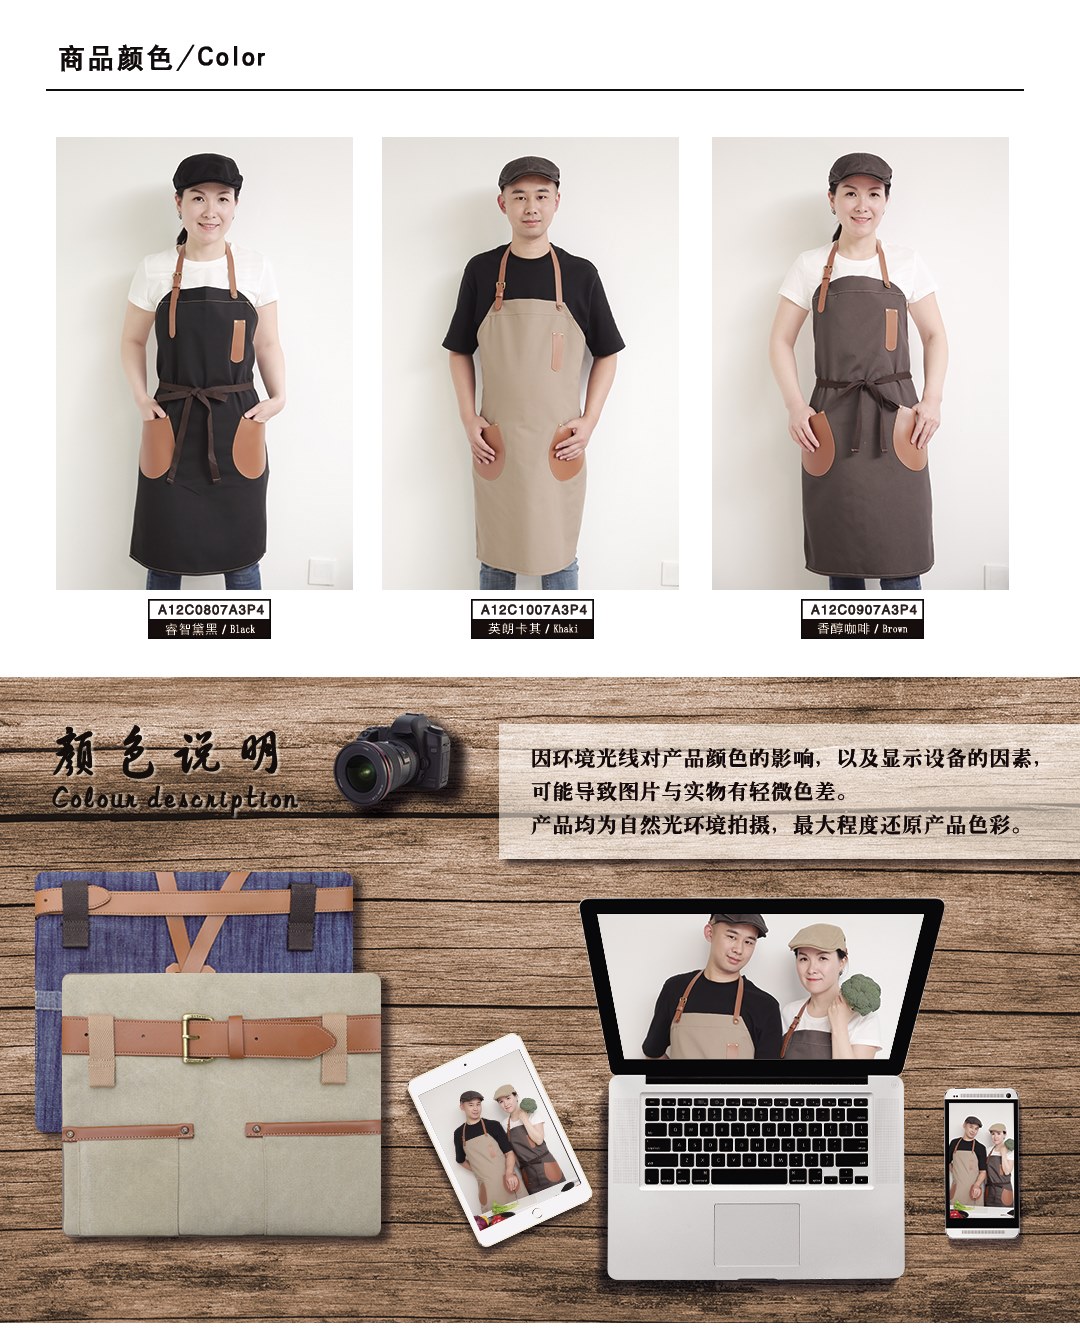 商品颜色/Color
A12C0807A3P4
睿智黛黑 / Black
A12C1007A3P4
英朗卡其 / Khaki
A12C0907A3P4
香醇咖啡 / Brown
颜色说明
Colour description
因环境光线对产品颜色的影响，以及显示设备的因素，
可能导致图片与实物有轻微色差。
产品均为自然光环境拍摄，最大程度还原产品色彩。